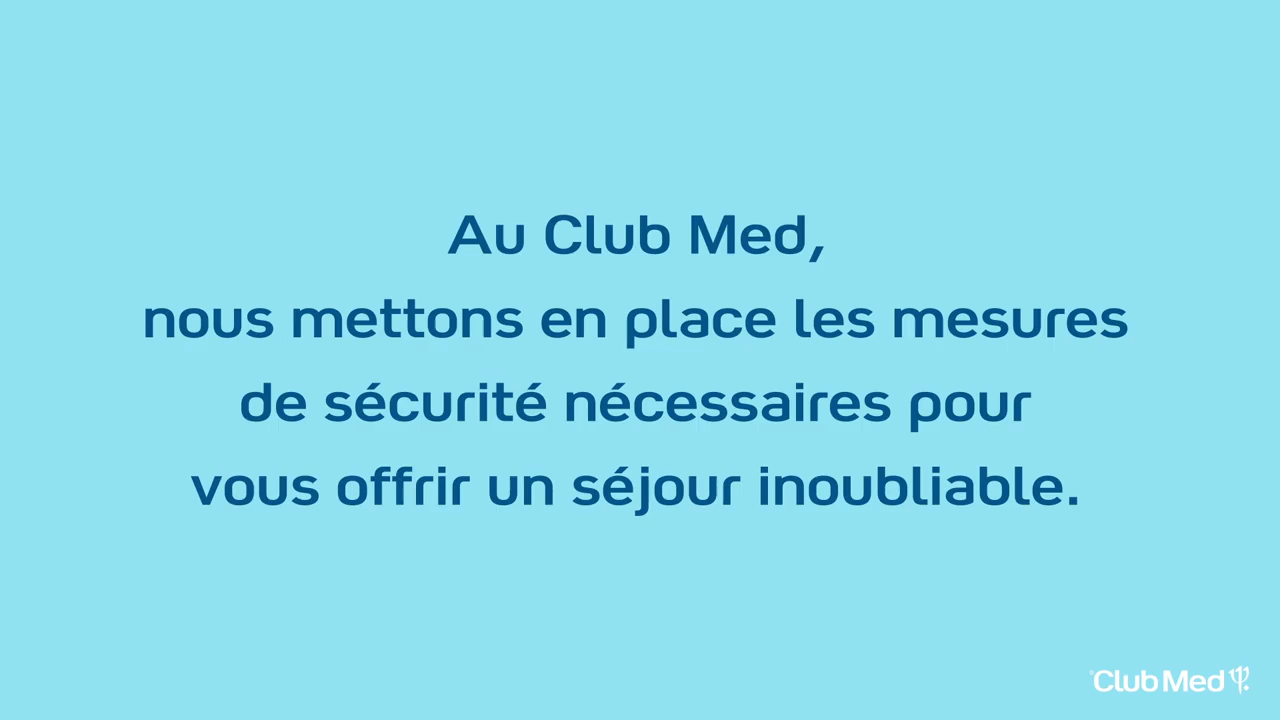 Au Club Med,
nous mettons en place les mesures
de sécurité nécessaires pour
vous offrir un séjour inoubliable.
Club Med